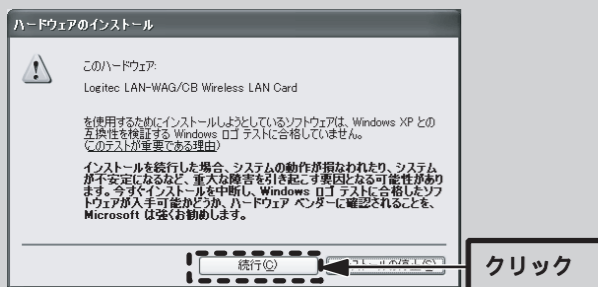 ハードウェアのインストール
このハードウェア:
Logitec LAN-WAG/CB Wireless LAN Card
を使用するためにインストールしようとしているソフトウェアは、Windows XP との
互換性を検証する Windows ロゴ テストに合格していません。
(このテストが重要である理由)
インストールを続行した場合、システムの動作が損なわれたり、システム
が不安定になるなど、重大な障害を引き起こす要因となる可能性があり
ます。今すぐインストールを中断し、Windows ロゴ テストに合格したソフ
トウェアが入手可能かどうか、ハードウェア ベンダーに確認されることを、
Microsoft は強くお勧めします。
続行(C)
クリック